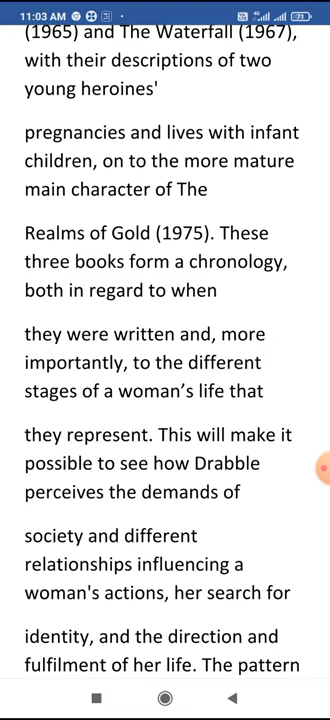 11:03 AM
71
(1965) and The Waterfall (1967),
with their descriptions of two
young heroines'
pregnancies and lives with infant
children, on to the more mature
main character of The
Realms of Gold (1975). These
three books form a chronology,
both in regard to when
they were written and, more
importantly, to the different
stages of a woman’s life that
they represent. This will make it
possible to see how Drabble
perceives the demands of
society and different
relationships influencing a
woman's actions, her search for
identity, and the direction and
fulfilment of her life. The pattern